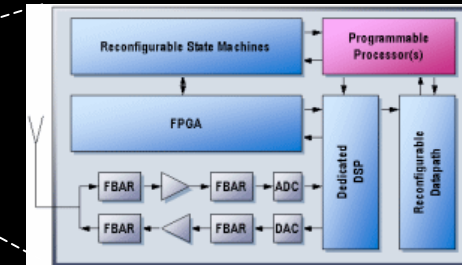 Reconfigurable State Machines
Programmable
Processor(s)
FPGA
Dedicated
DSP
Reconfigurable
Datapath
FBAR
FBAR
ADC
FBAR
FBAR
DAC